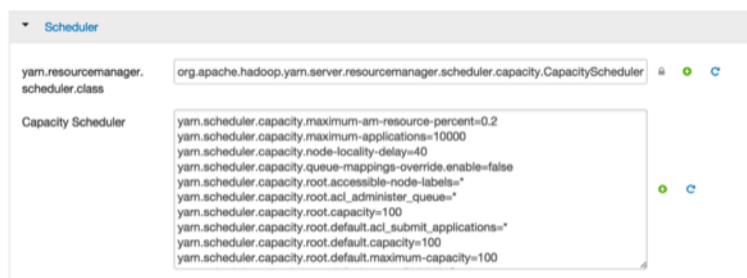 Scheduler
yarn.resourcemanager.
scheduler.class
org.apache.hadoop.yarn.server.resourcemanager.scheduler.capacity.CapacityScheduler
Capacity Scheduler
yarn.scheduler.capacity.maximum-am-resource-percent=0.2
yarn.scheduler.capacity.maximum-applications=10000
yarn.scheduler.capacity.node-locality-delay=40
yarn.scheduler.capacity.queue-mappings-override.enable=false
yarn.scheduler.capacity.root.accessible-node-labels=*
yarn.scheduler.capacity.root.acl_administer_queue=*
yarn.scheduler.capacity.root.capacity=100
yarn.scheduler.capacity.root.default.acl_submit_applications=*
yarn.scheduler.capacity.root.default.capacity=100
yarn.scheduler.capacity.root.default.maximum-capacity=100